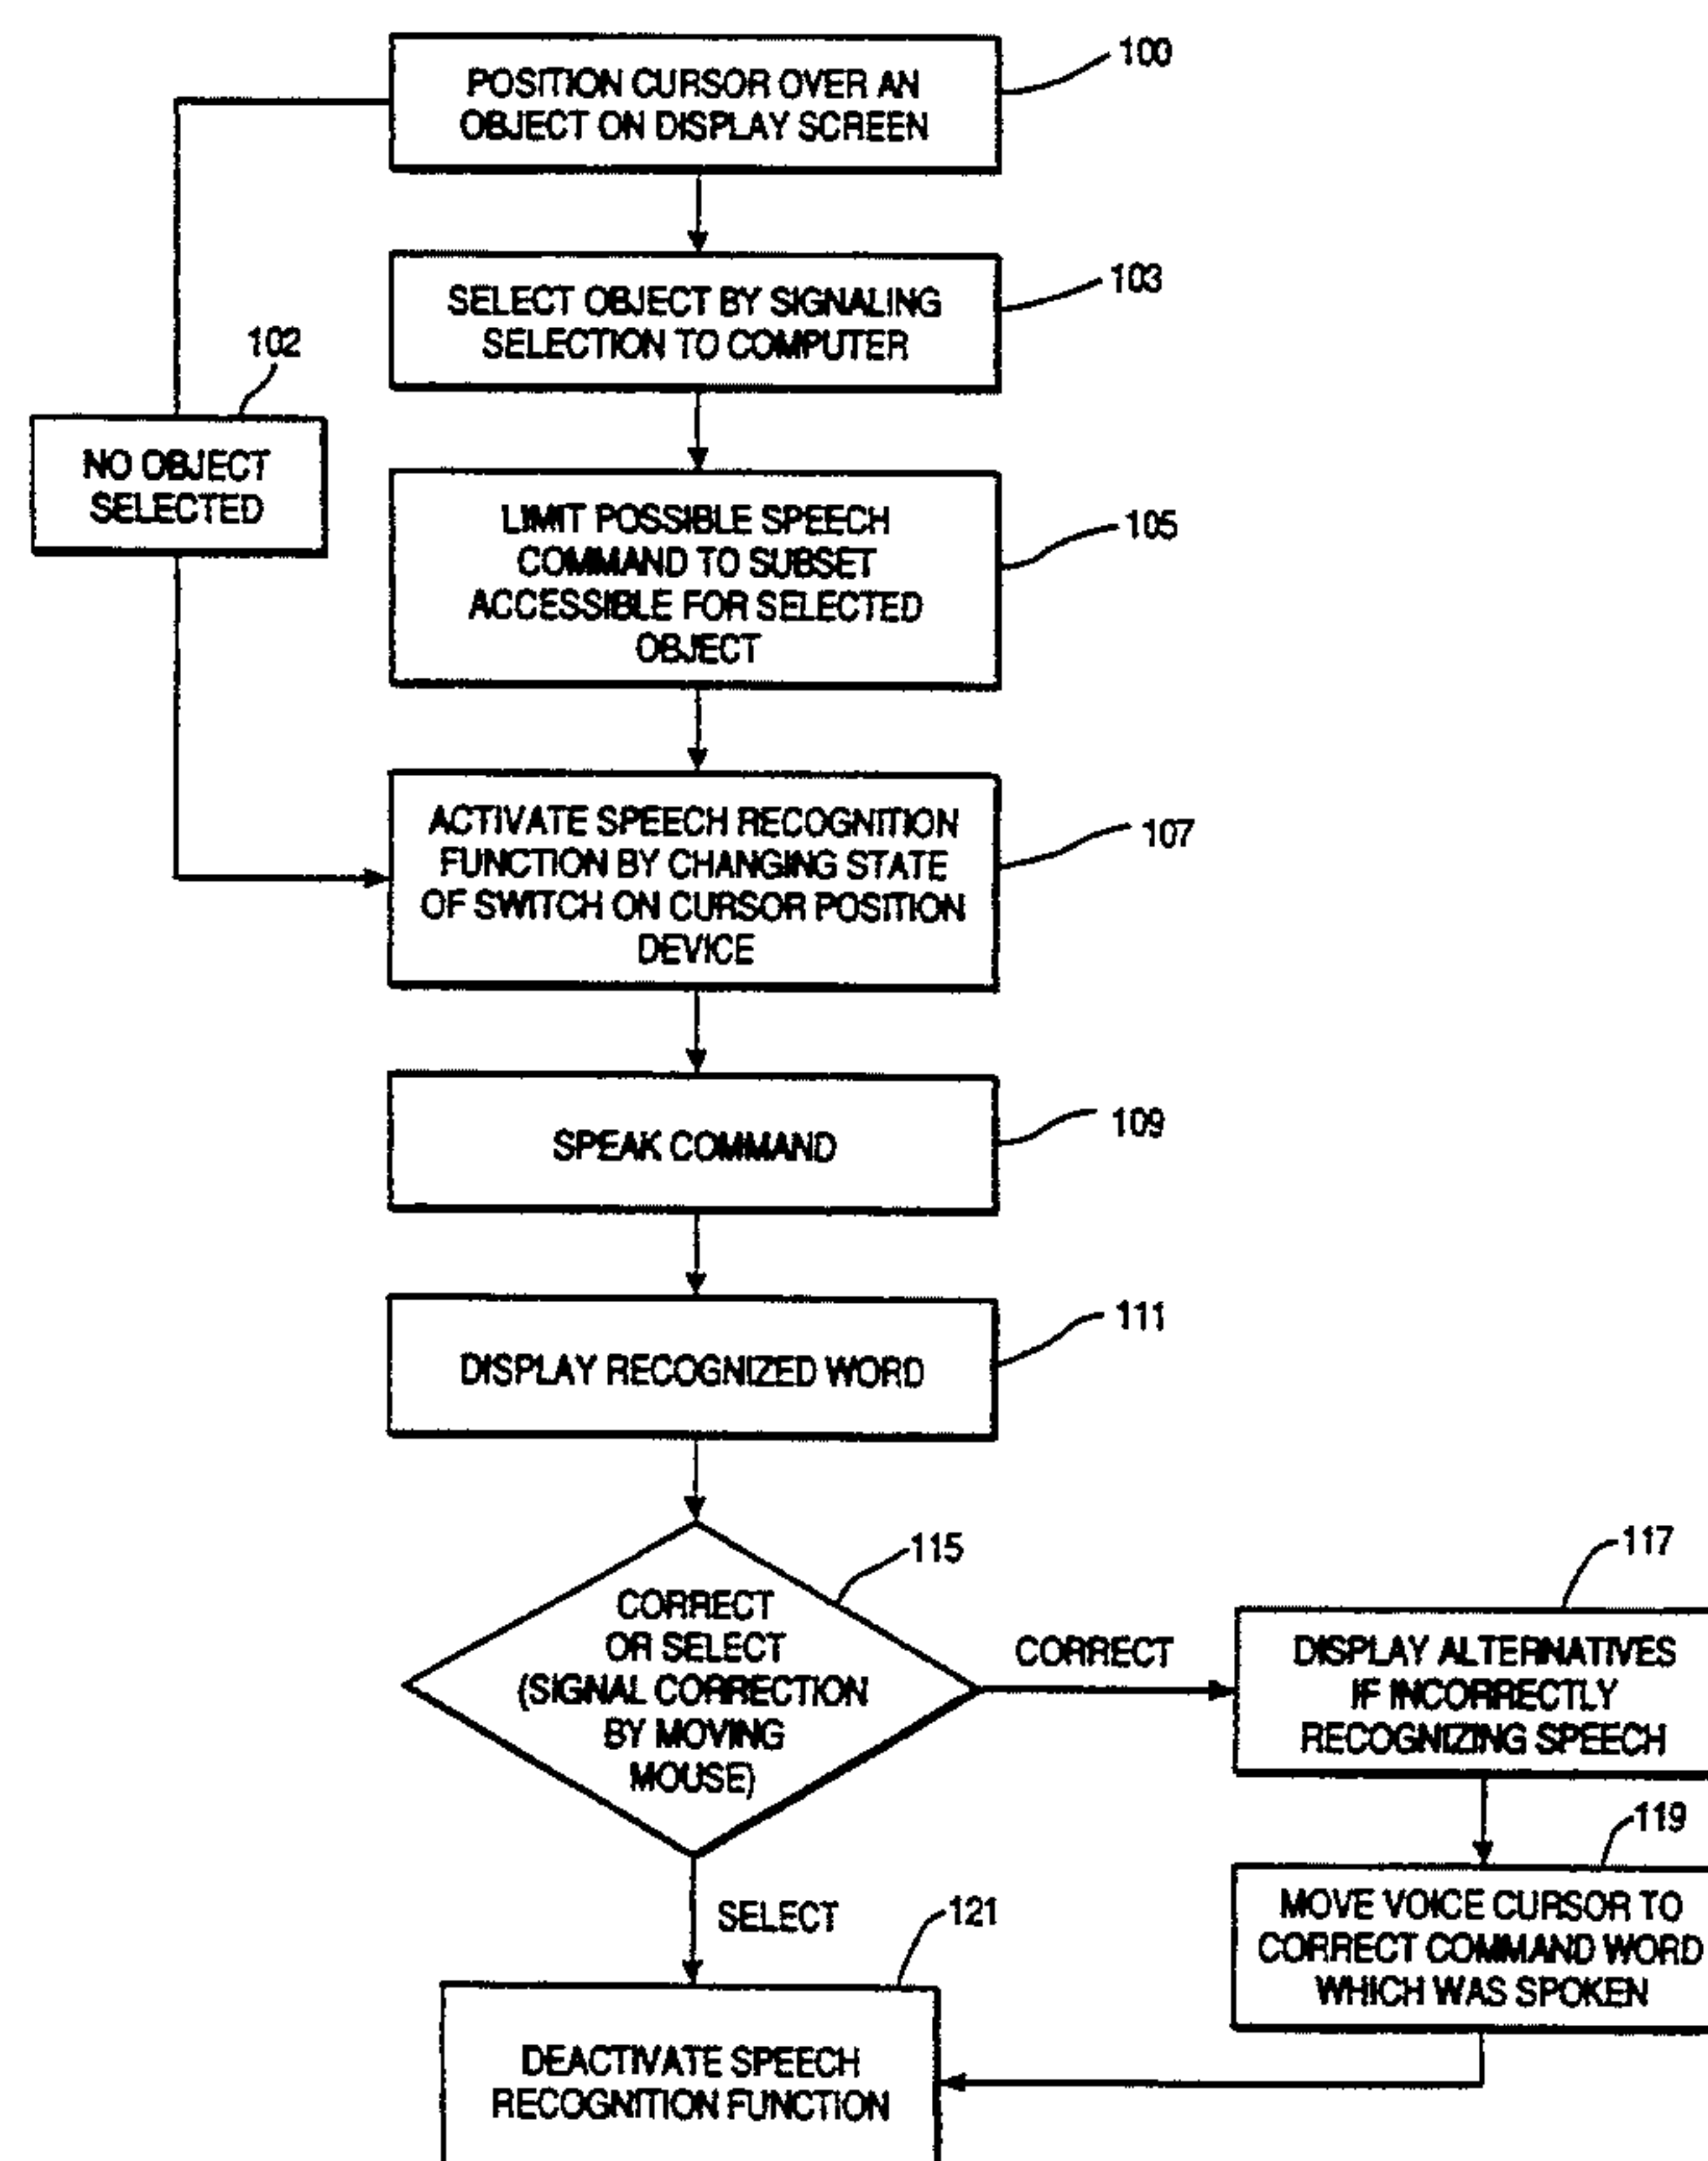 100
POSITION CURSOR OVER AN
OBJECT ON DISPLAY SCREEN
103
SELECT OBJECT BY SIGNALING
SELECTION TO COMPUTER
102
NO OBJECT
SELECTED
105
LIMIT POSSIBLE SPEECH
COMMAND TO SUBSET
ACCESSIBLE FOR SELECTED
OBJECT
107
ACTIVATE SPEECH RECOGNITION
FUNCTION BY CHANGING STATE
OF SWITCH ON CURSOR POSITION
DEVICE
109
SPEAK COMMAND
111
DISPLAY RECOGNIZED WORD
115
CORRECT
OR SELECT
(SIGNAL CORRECTION
BY MOVING
MOUSE)
CORRECT
117
DISPLAY ALTERNATIVES
IF INCORRECTLY
RECOGNIZING SPEECH
119
MOVE VOICE CURSOR TO
CORRECT COMMAND WORD
WHICH WAS SPOKEN
SELECT
121
DEACTIVATE SPEECH
RECOGNITION FUNCTION